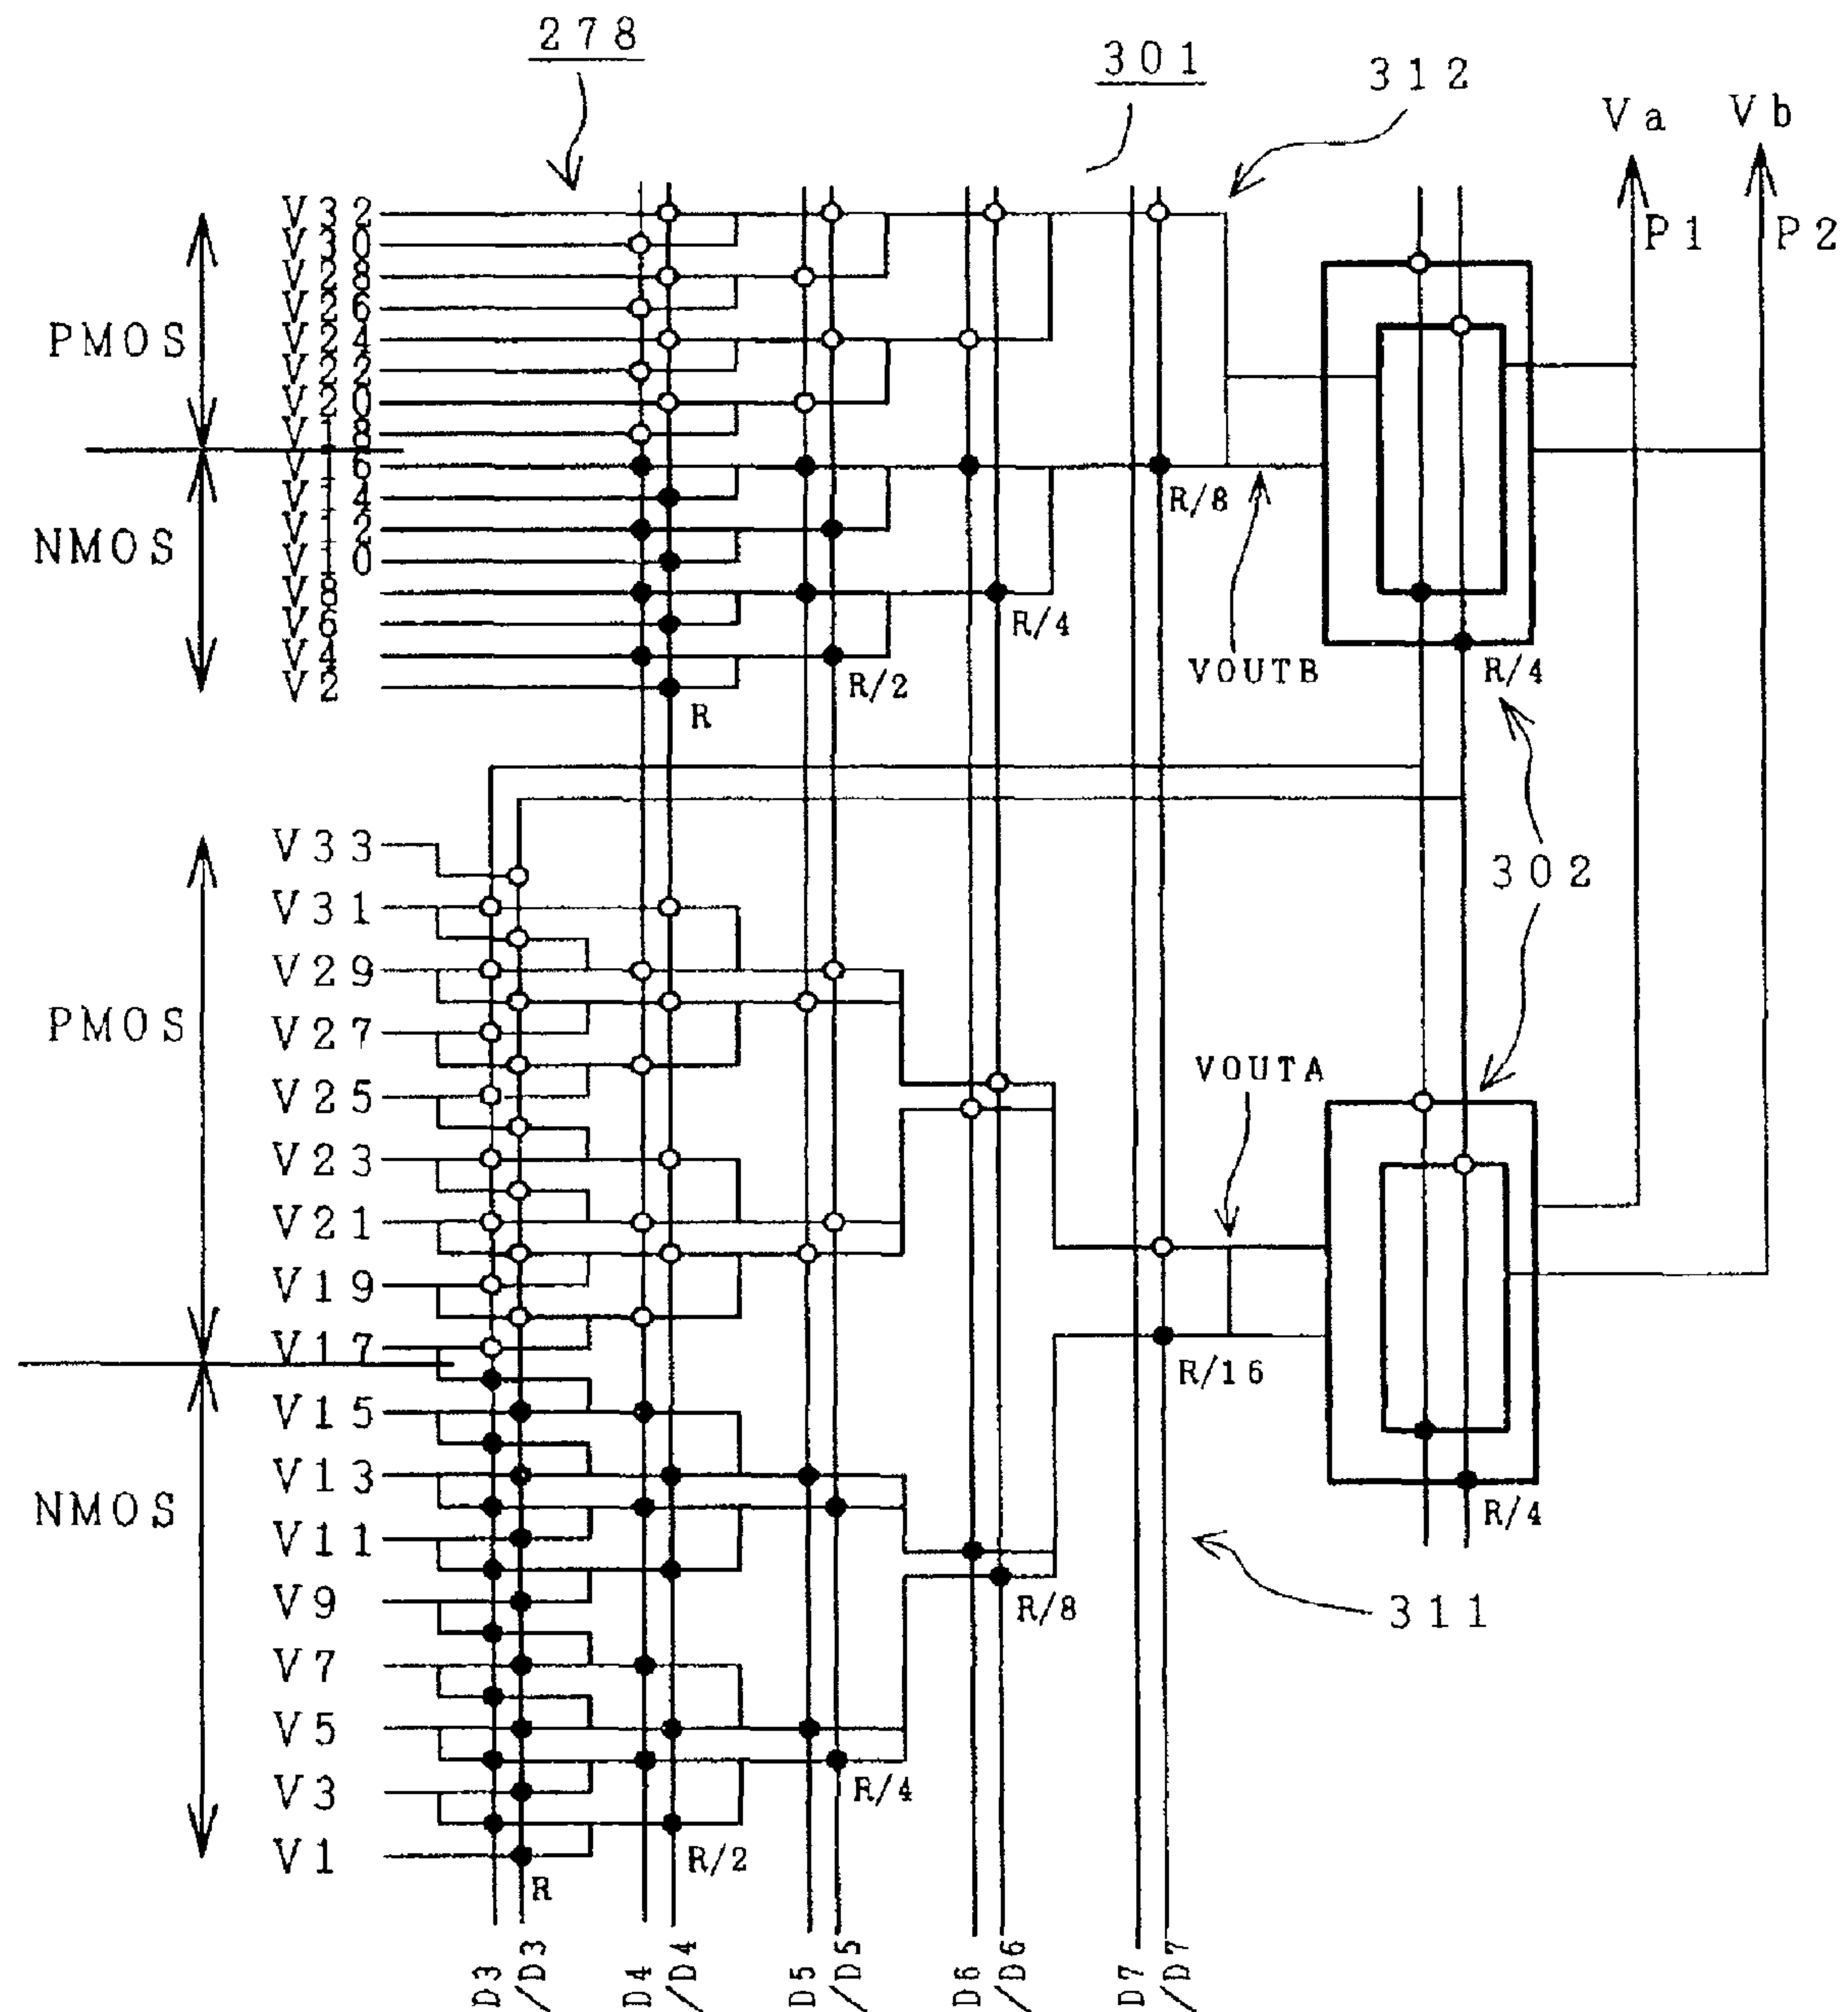 278
301
312
Va
Vb
P1
P2
PMOS
NMOS
V32
V30
V28
V26
V24
V22
V20
V18
V16
V14
V12
V10
V8
V6
V4
V2
R
R/2
R/4
R/8
VOUTB
R/4
302
PMOS
NMOS
V33
V31
V29
V27
V25
V23
V21
V19
V17
V15
V13
V11
V9
V7
V5
V3
V1
R
R/2
R/4
R/8
R/16
VOUTA
R/4
311
D3
/D3
D4
/D4
D5
/D5
D6
/D6
D7
/D7